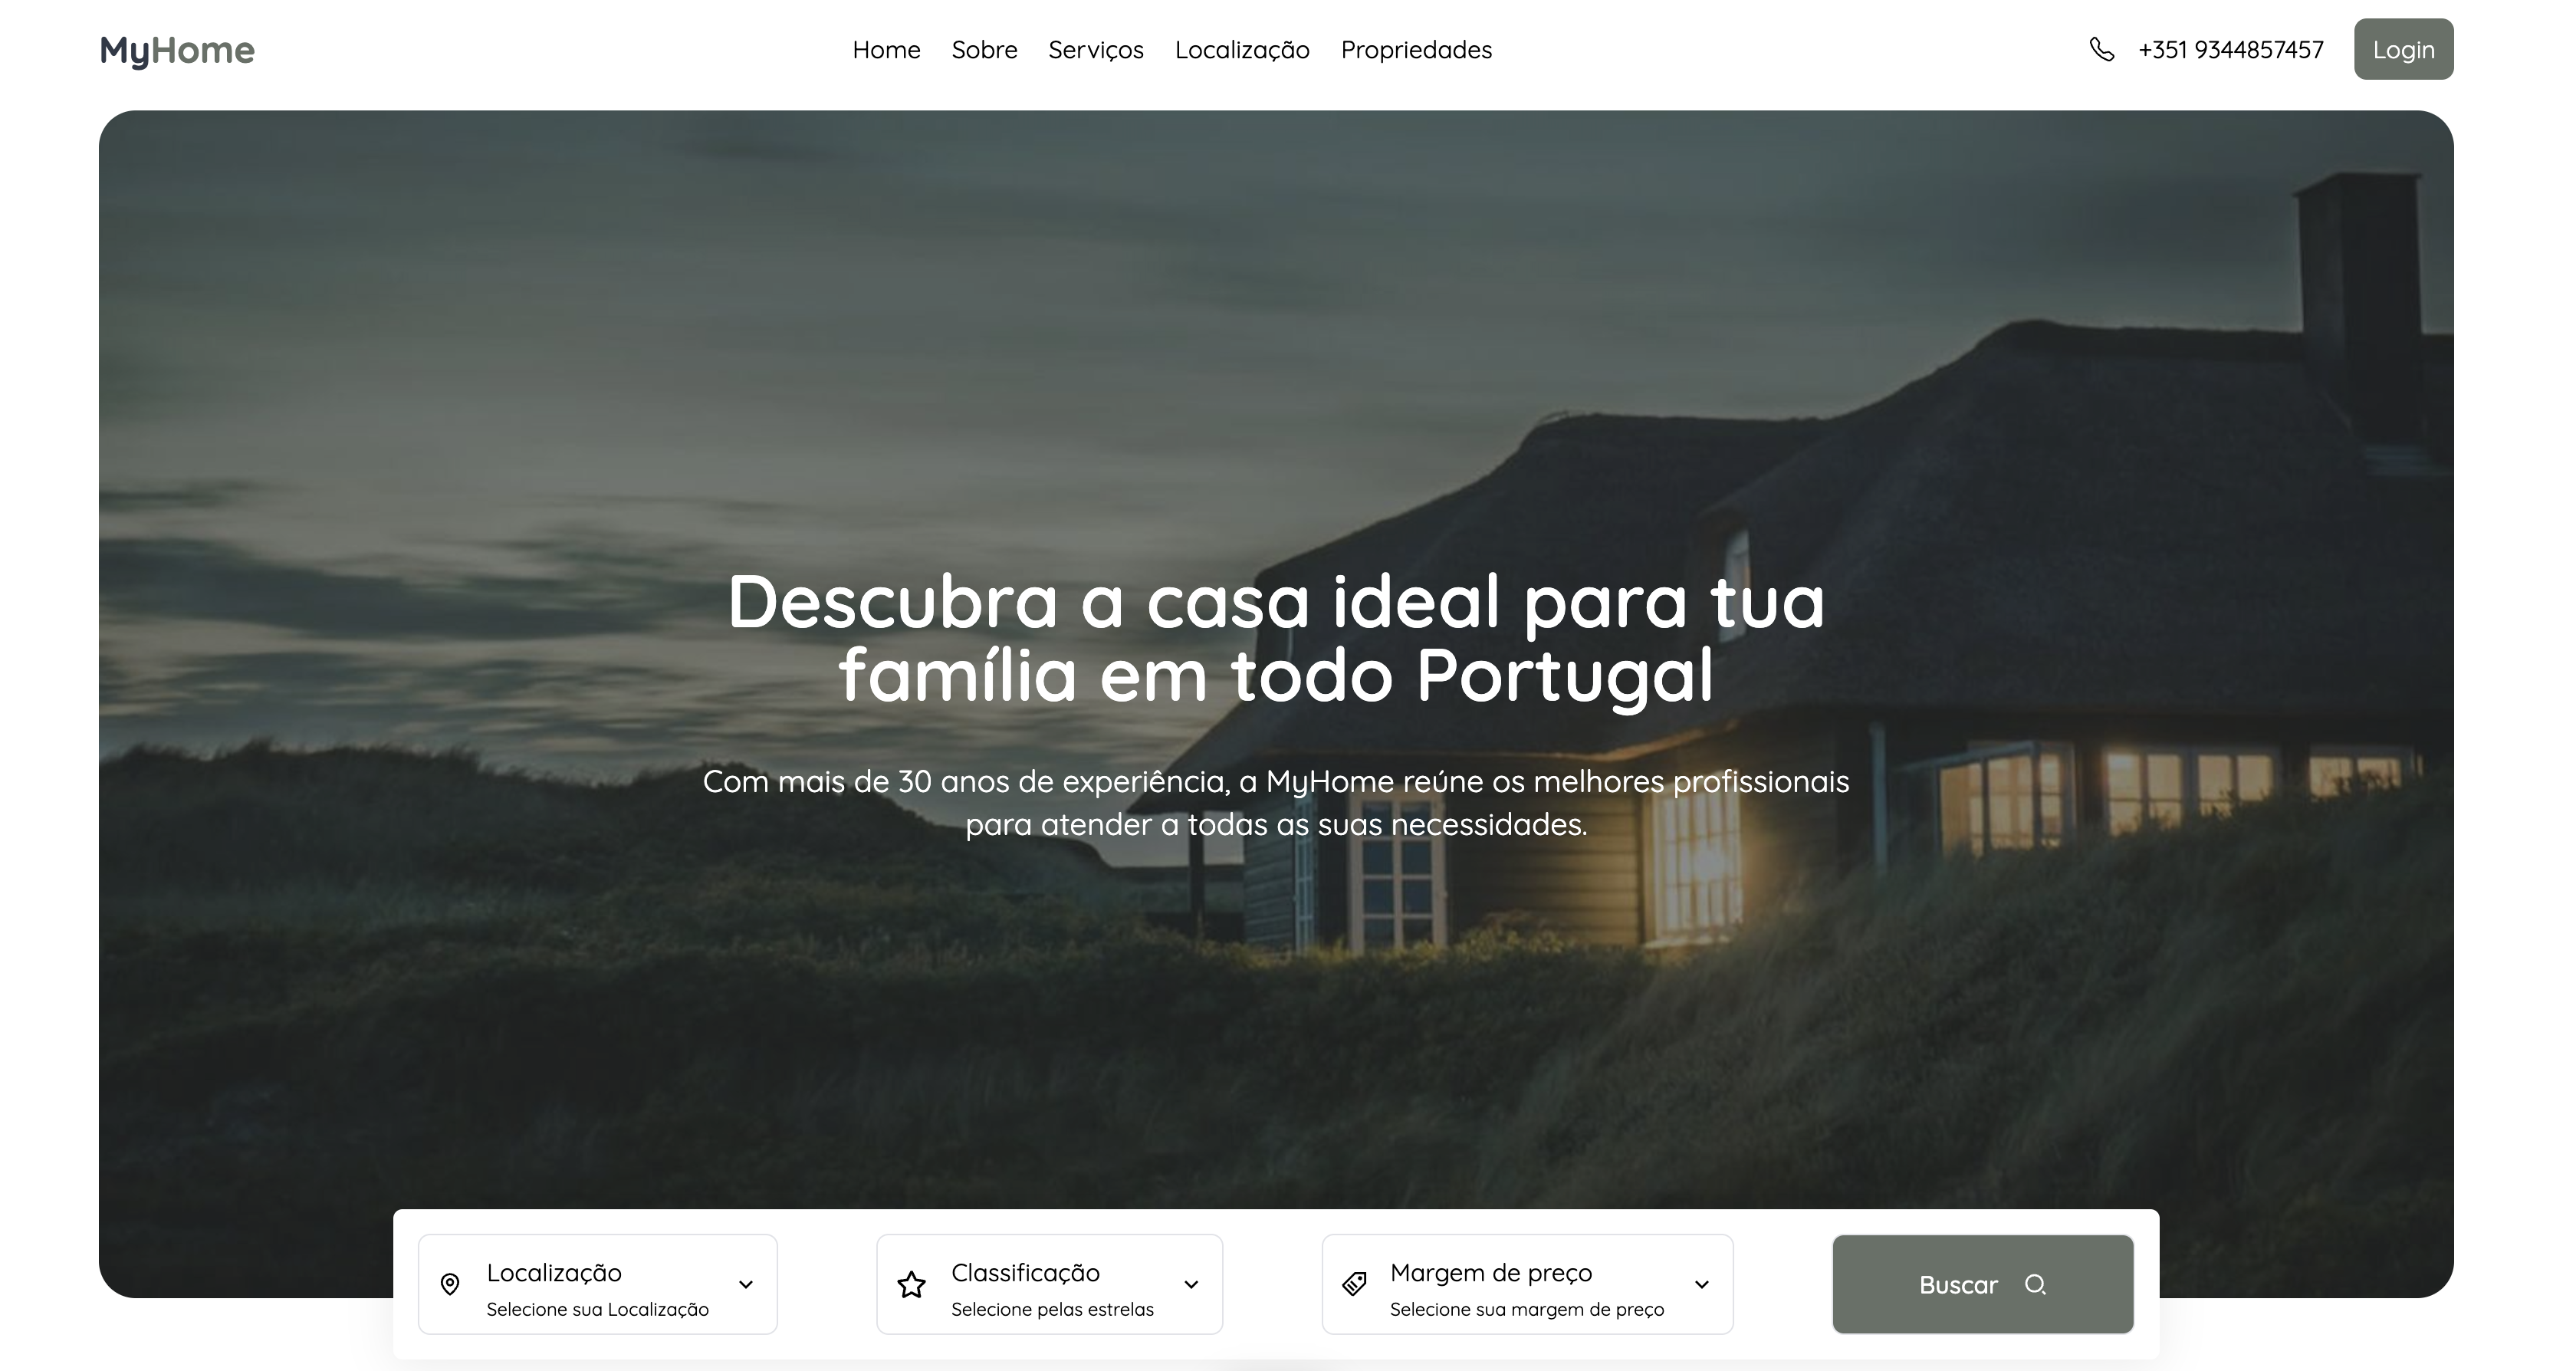 MyHome
Home Sobre Serviços Localização Propriedades
+351 9344857457
Login
Descubra a casa ideal para tua
família em todo Portugal
Com mais de 30 anos de experiência, a MyHome reúne os melhores profissionais
para atender a todas as suas necessidades.
Localização
Selecione sua Localização
Classificação
Selecione pelas estrelas
Margem de preço
Selecione sua margem de preço
Buscar